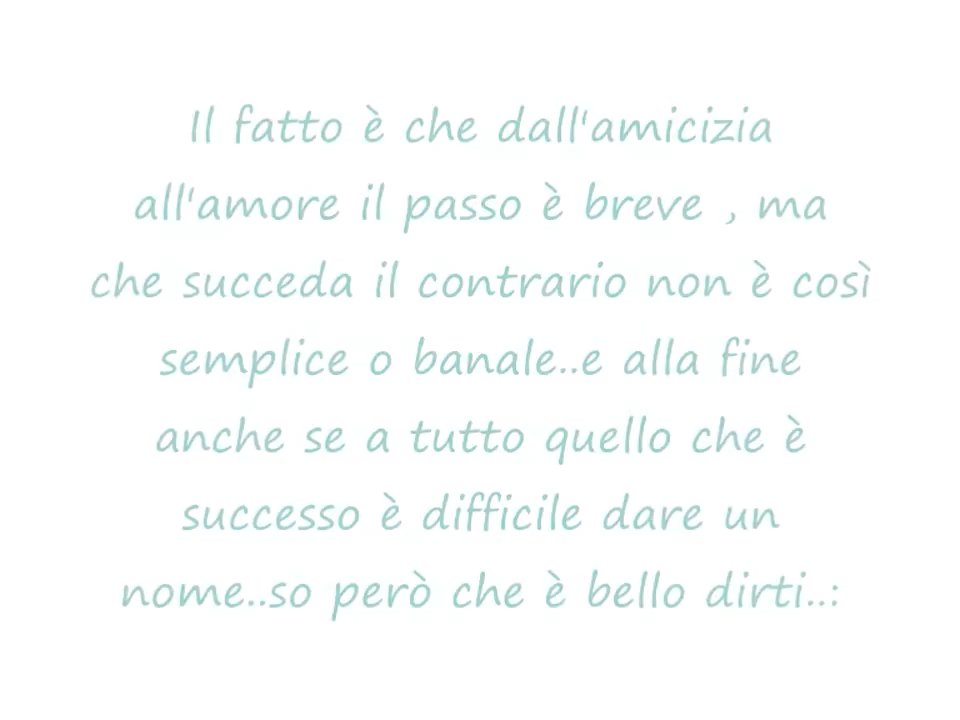 Il fatto è che dall'amicizia
all'amore il passo è breve , ma
che succeda il contrario non è così
semplice o banale..e alla fine
anche se a tutto quello che è
successo è difficile dare un
nome..so però che è bello dirti..: